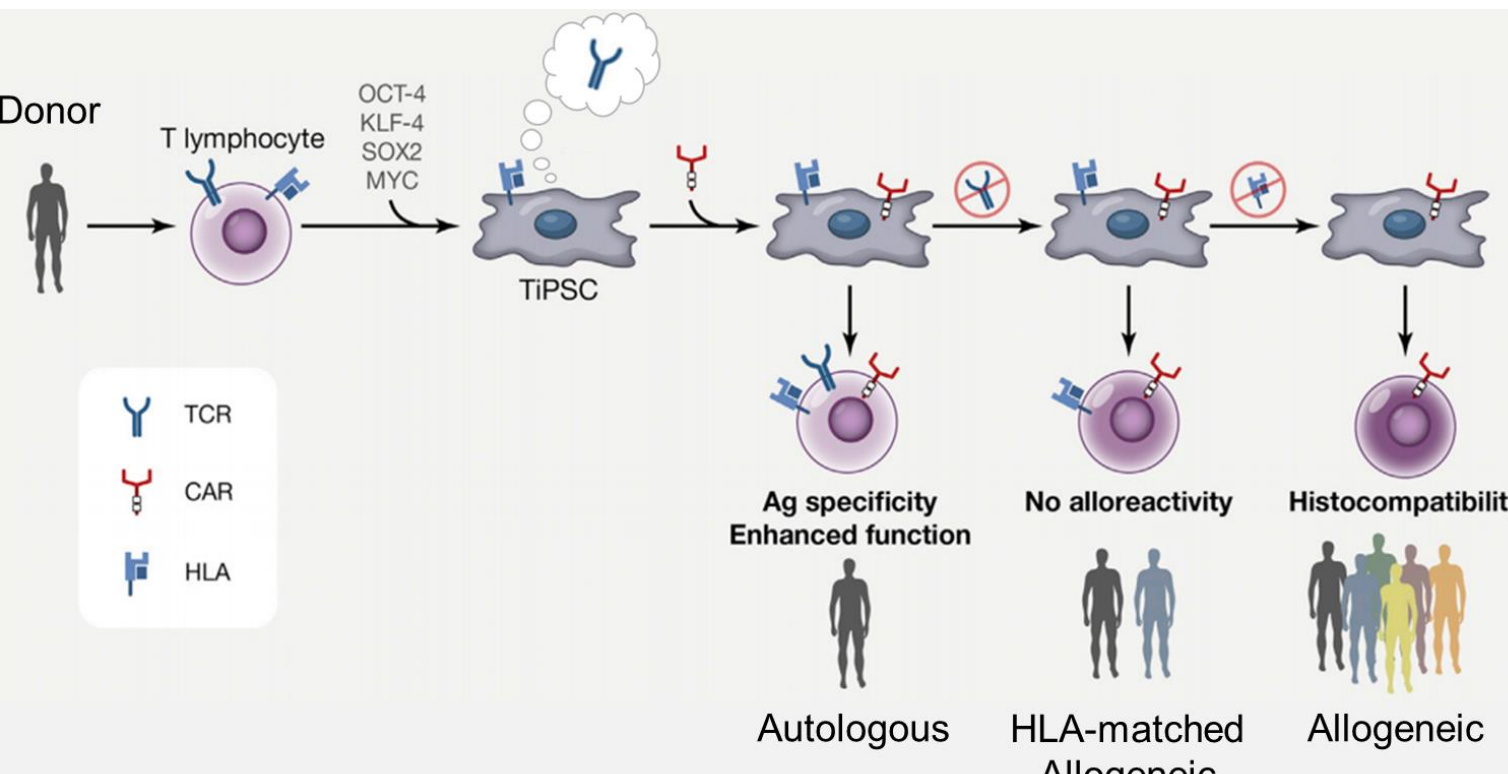 Donor
T lymphocyte
OCT-4
KLF-4
SOX2
MYC
TiPSC
TCR
CAR
HLA
Ag specificity
Enhanced function
No alloreactivity
Histocompatibilit
Autologous
HLA-matched
Allogeneic
Allogeneic